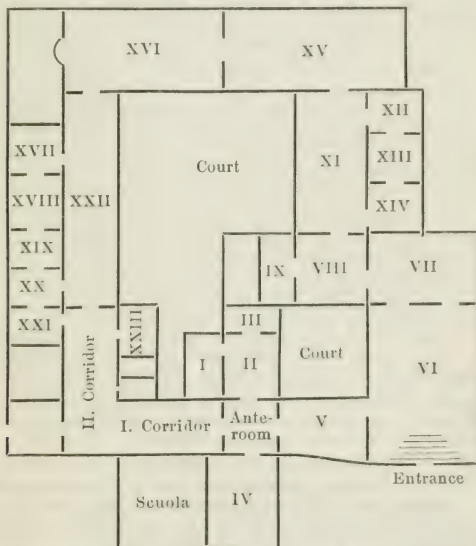 XVI
XV
XII
XVII
Court
XI
XIII
XVIII
XXII
XIV
XIX
IX
VIII
VII
XX
XXI
XXIII
III
I
II
Court
VI
II. Corridor
I. Corridor
Ante-
room
V
Entrance
Scuola
IV